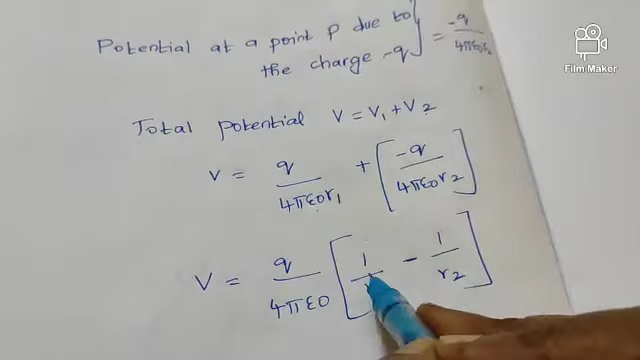 Potential at a point P due to
the charge -q} = -q/4πε0r2
Film Maker
Total potential V = V1 + V2
V = q/4πε0r1 + [-q/4πε0r2]
V = q/4πε0 [1/ - 1/r2]